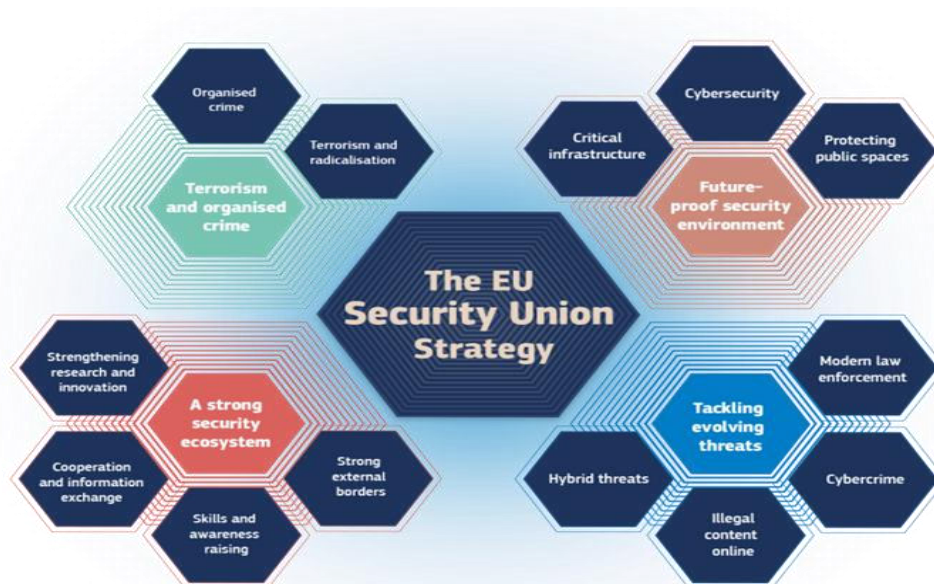 Organised
crime
Terrorism and
radicalisation
Terrorism
and organised
crime
Cybersecurity
Critical
infrastructure
Protecting
public spaces
Future-
proof security
environment
The EU
Security Union
Strategy
Strengthening
research and
innovation
A strong
security
ecosystem
Cooperation
and information
exchange
Strong
external
borders
Skills and
awareness
raising
Modern law
enforcement
Tackling
evolving
threats
Hybrid threats
Cybercrime
Illegal
content
online